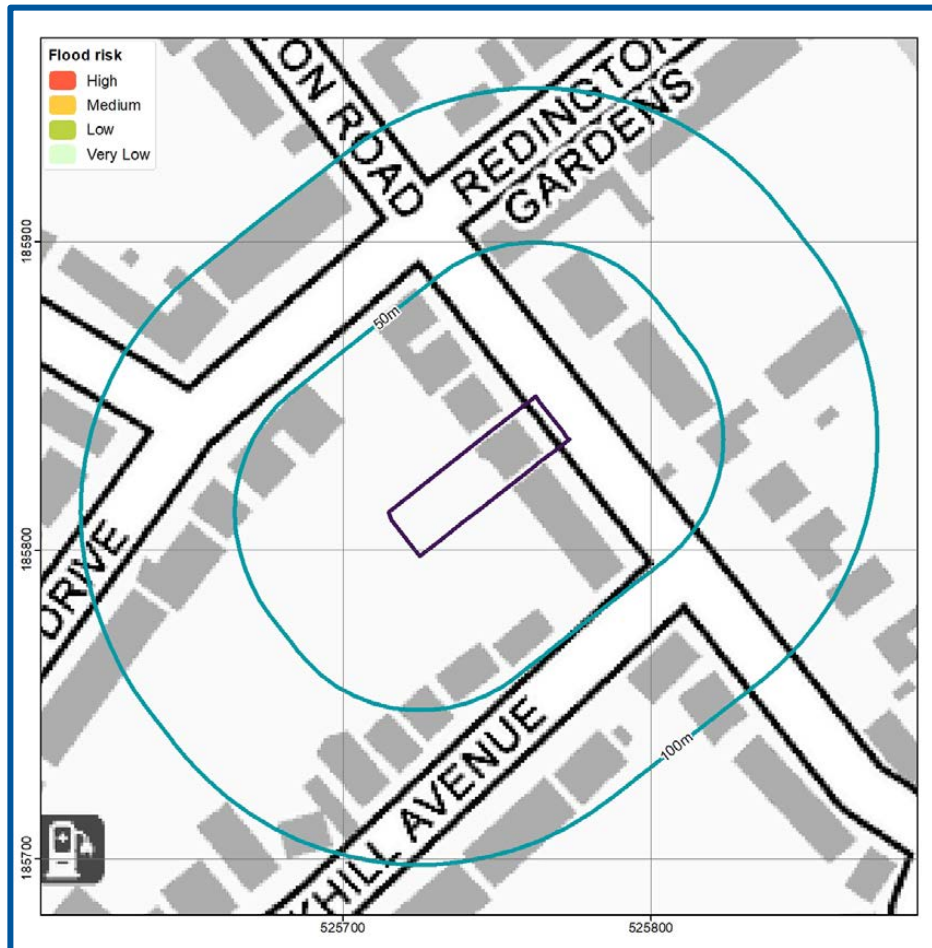 Flood risk
High
Medium
Low
Very Low
ON ROAD
REDINGTON
GARDENS
185900
50m
185800
DRIVE
100m
KHILL AVENUE
185700
525700
525800